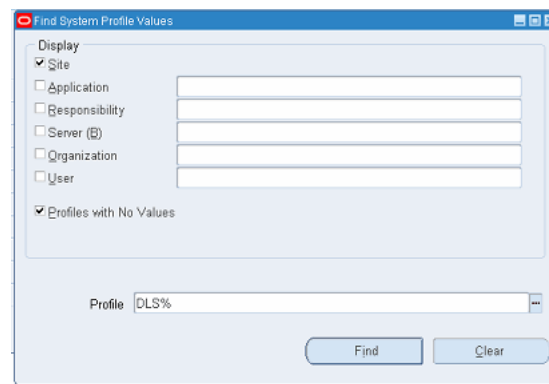 Find System Profile Values
Display
Site
Application
Responsibility
Server (B)
Organization
User
Profiles with No Values
Profile DLS%
Find Clear